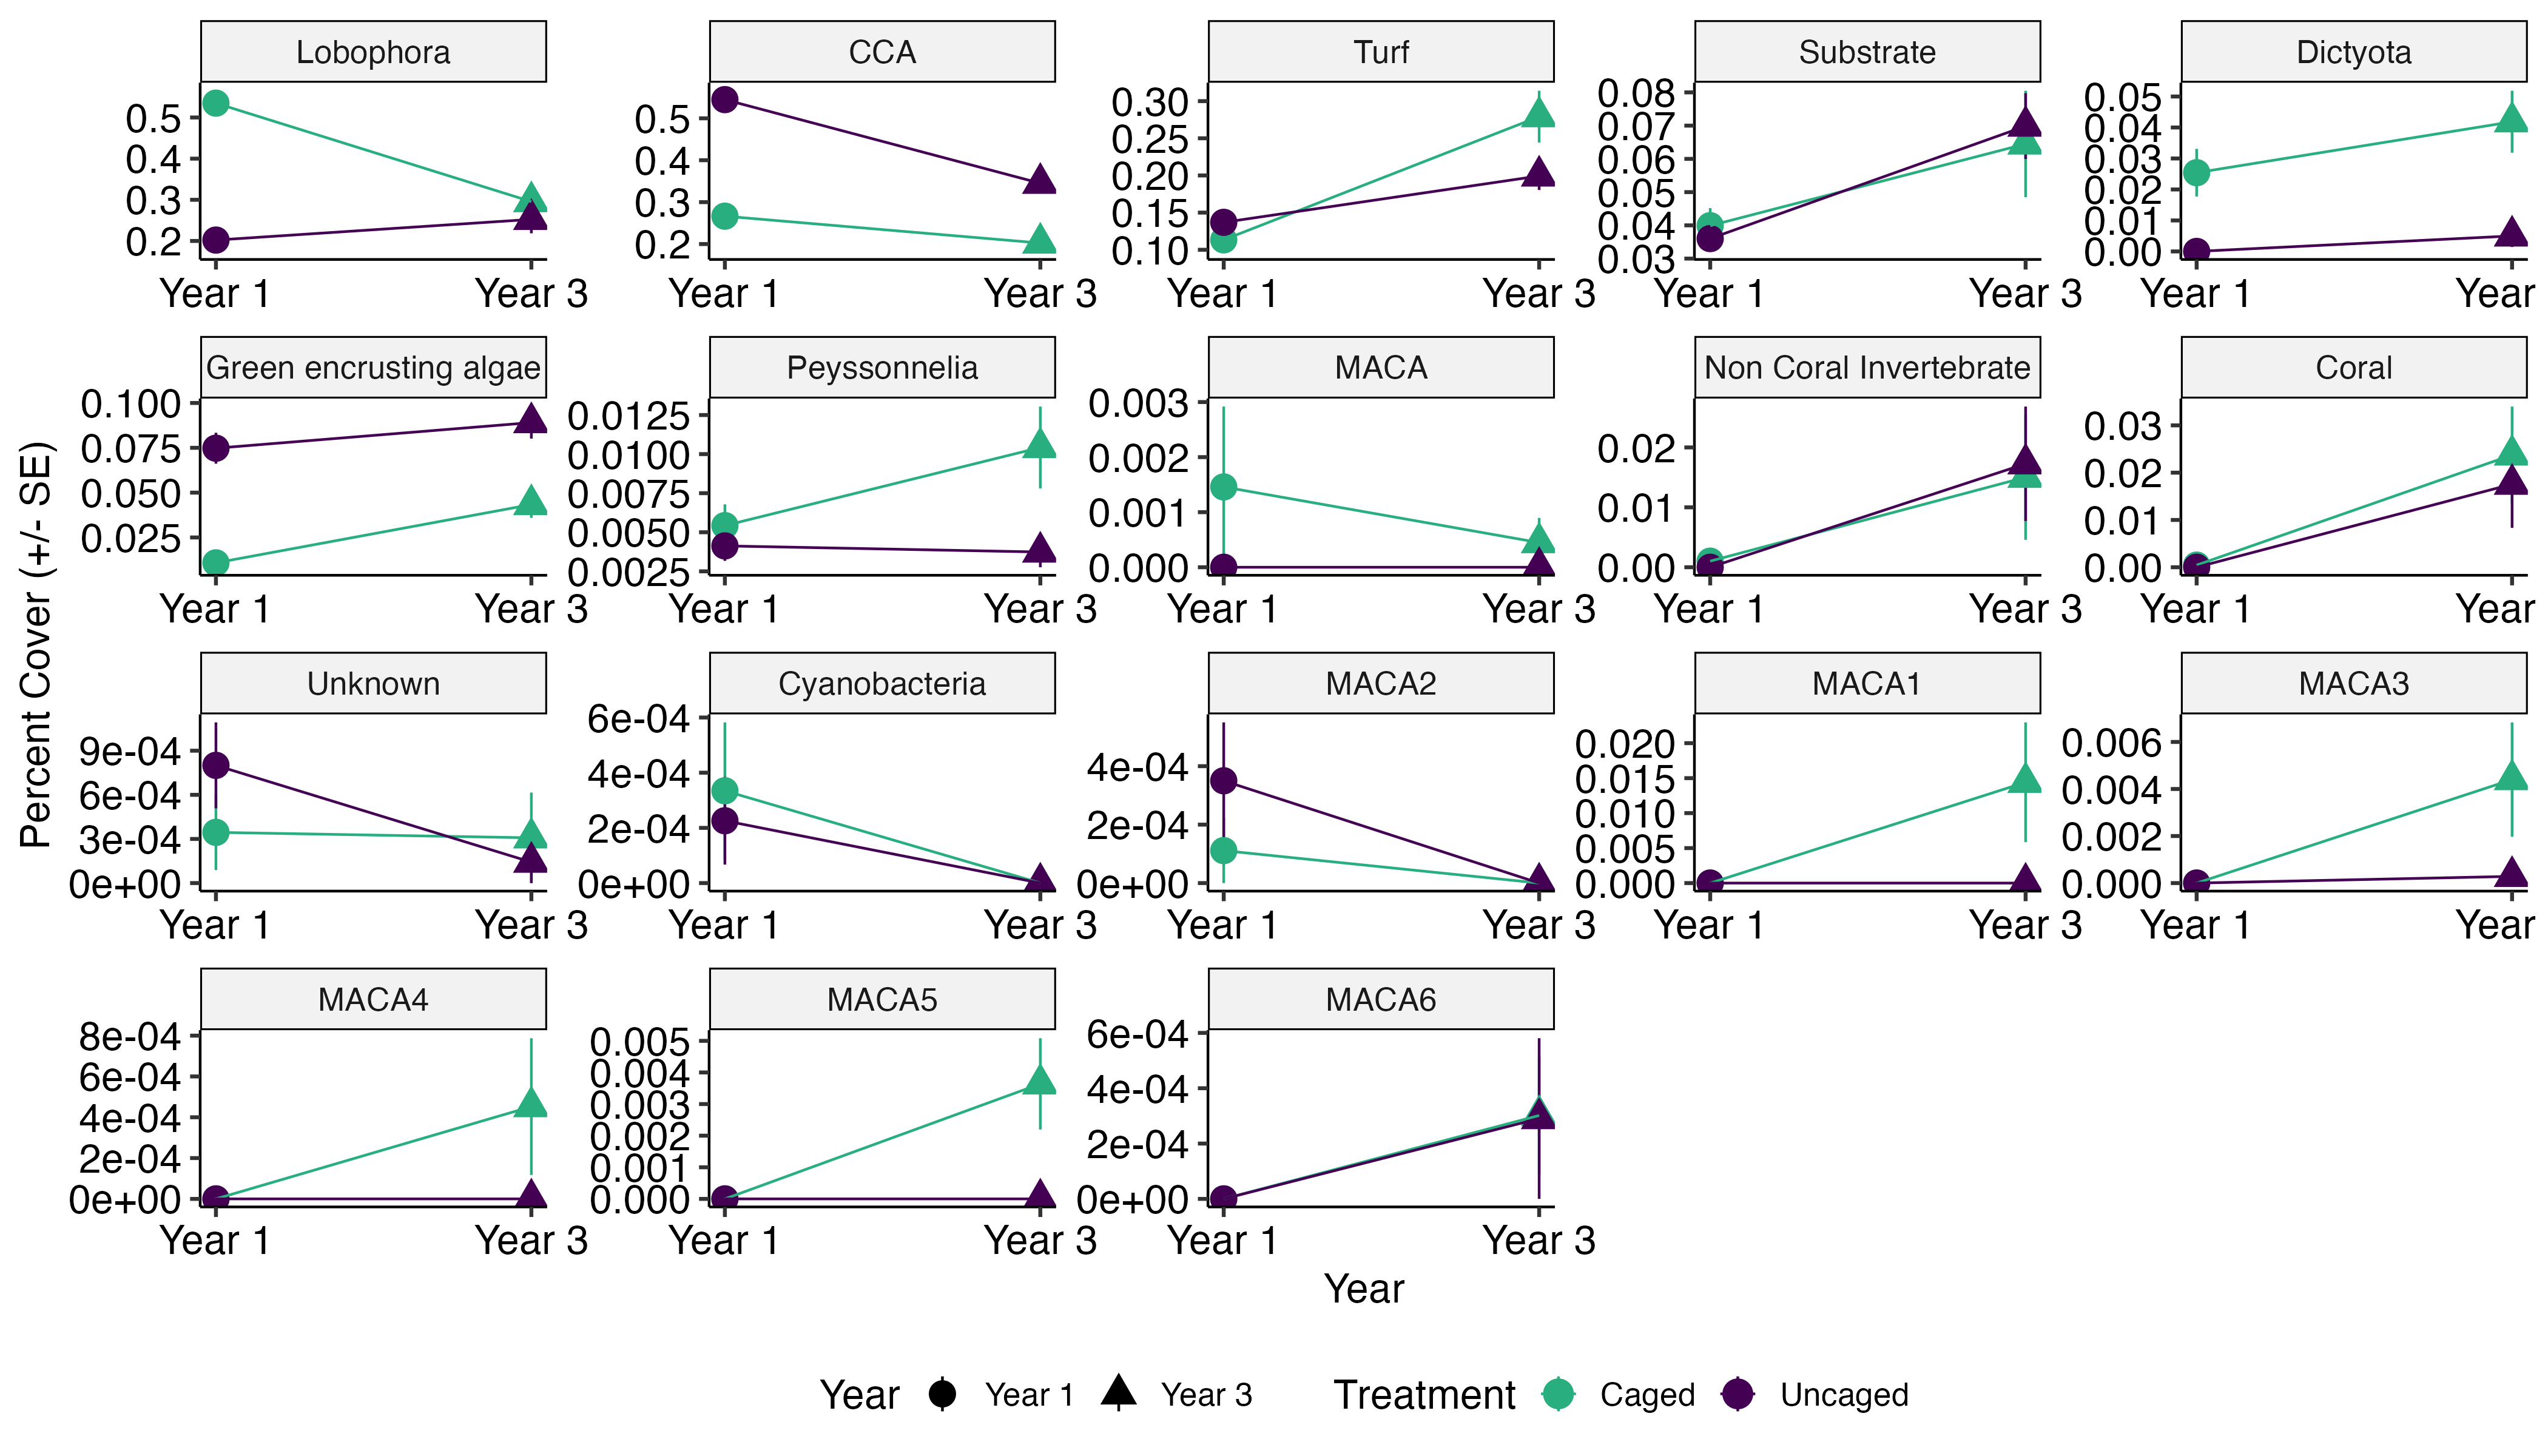 Lobophora CCA Turf Substrate Dictyota
0.5 0.5 0.30 0.08 0.05
0.4 0.4 0.25 0.07 0.04
0.3 0.3 0.20 0.06 0.03
0.2 0.2 0.15 0.05 0.02
0.10 0.04 0.01
0.03 0.00
Year 1 Year 3 Year 1 Year 3 Year 1 Year 3 Year 1 Year 3 Year 1 Year
Green encrusting algae Peyssonnelia MACA Non Coral Invertebrate Coral
0.100 0.0125 0.003 0.02 0.03
0.075 0.0100 0.002 0.01 0.02
0.050 0.0075 0.001 0.00 0.01
0.025 0.0050 0.000 0.00
0.0025
Year 1 Year 3 Year 1 Year 3 Year 1 Year 3 Year 1 Year 3 Year 1 Year
Percent Cover (+/- SE)
Unknown Cyanobacteria MACA2 MACA1 MACA3
9e-04 6e-04 4e-04 0.020 0.006
6e-04 4e-04 2e-04 0.015 0.004
3e-04 2e-04 0e+00 0.010 0.002
0e+00 0e+00 0.005 0.000
0.000
Year 1 Year 3 Year 1 Year 3 Year 1 Year 3 Year 1 Year 3 Year 1 Year
MACA4 MACA5 MACA6
8e-04 0.005 6e-04
6e-04 0.004 4e-04
4e-04 0.003 2e-04
2e-04 0.002 0e+00
0e+00 0.001
0.000
Year 1 Year 3 Year 1 Year 3 Year 1 Year 3
Year
Year Year 1 Year 3 Treatment Caged Uncaged